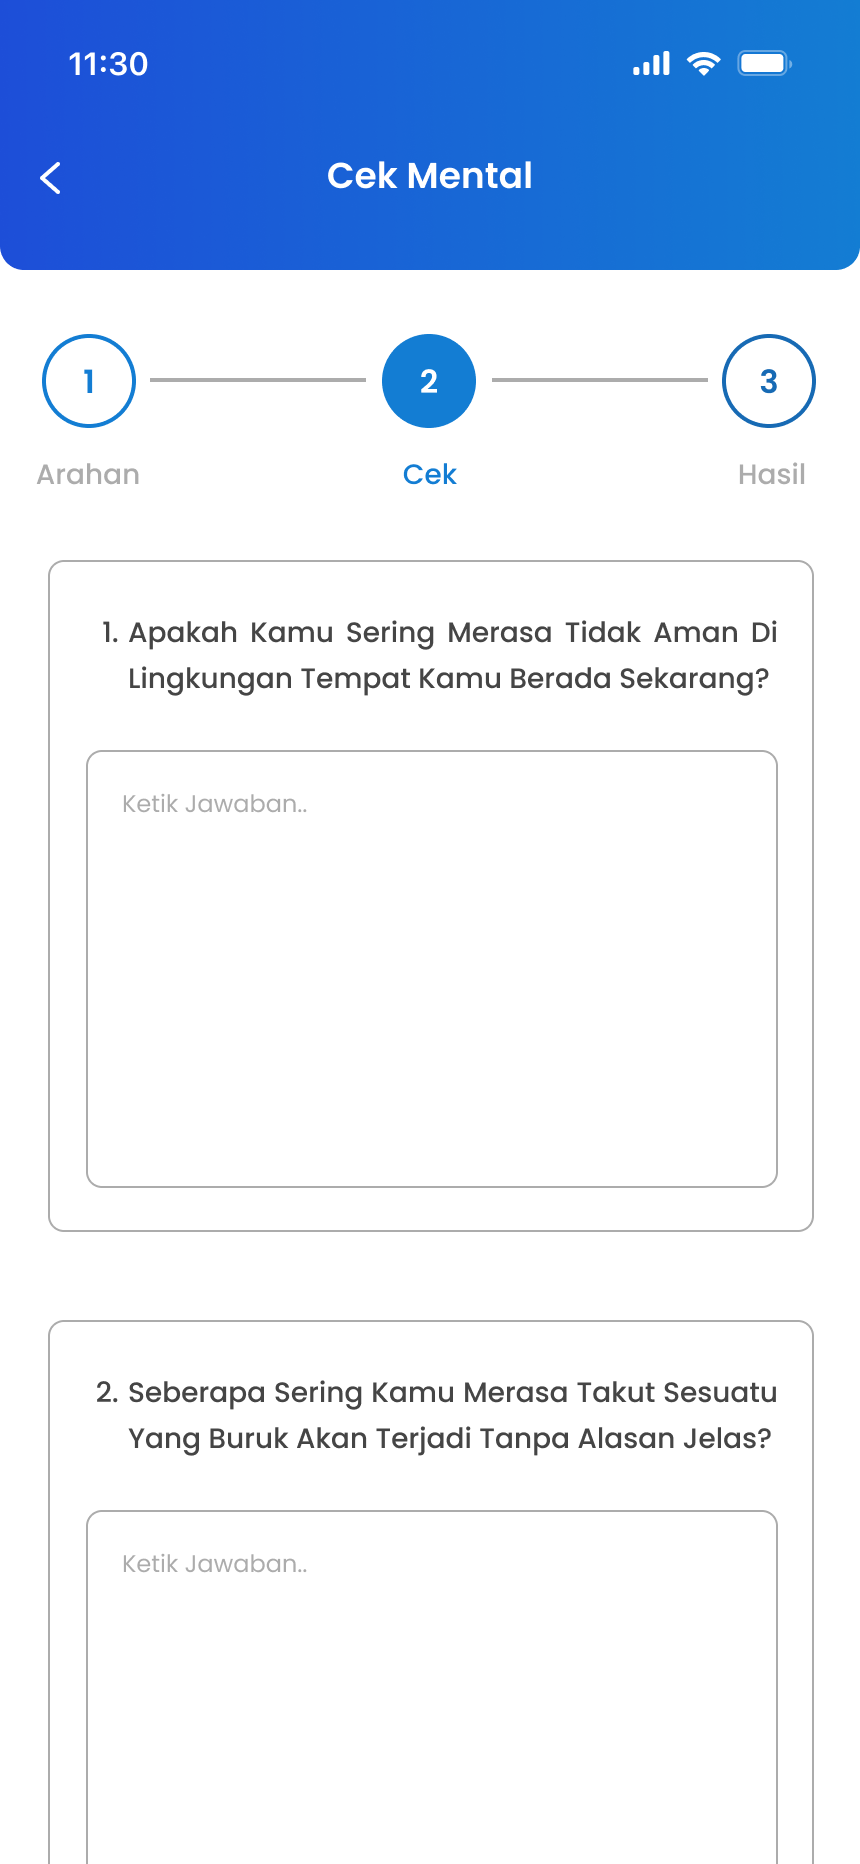 11:30
Cek Mental
1
2
3
Arahan
Cek
Hasil
1. Apakah Kamu Sering Merasa Tidak Aman Di
Lingkungan Tempat Kamu Berada Sekarang?
Ketik Jawaban..
2. Seberapa Sering Kamu Merasa Takut Sesuatu
Yang Buruk Akan Terjadi Tanpa Alasan Jelas?
Ketik Jawaban..